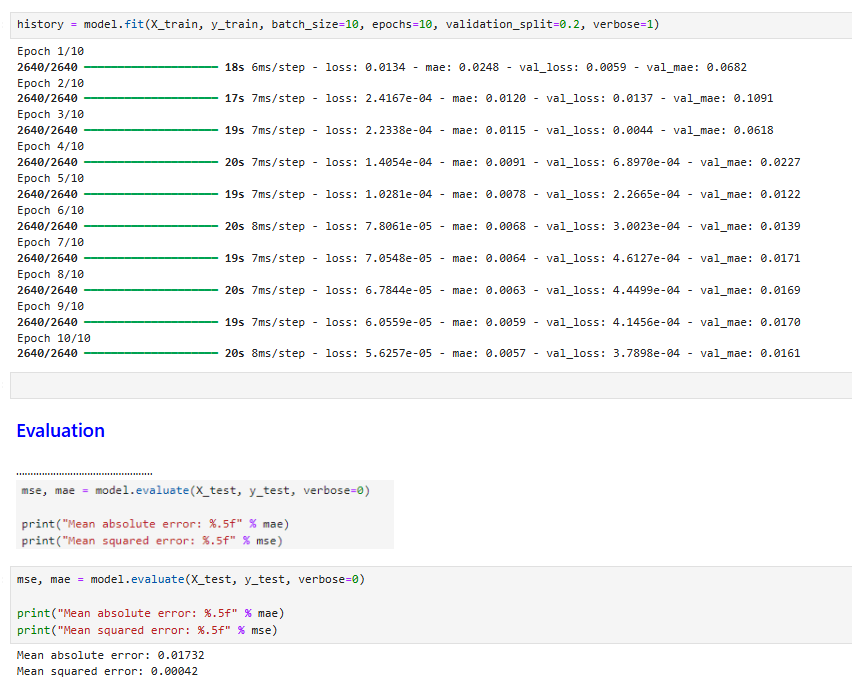 history = model.fit(X_train, y_train, batch_size=10, epochs=10, validation_split=0.2, verbose=1)
Epoch 1/10
2640/2640 ━━━━━━━━━━━━━━━━━━━━ 18s 6ms/step - loss: 0.0134 - mae: 0.0248 - val_loss: 0.0059 - val_mae: 0.0682
Epoch 2/10
2640/2640 ━━━━━━━━━━━━━━━━━━━━ 17s 7ms/step - loss: 2.4167e-04 - mae: 0.0120 - val_loss: 0.0137 - val_mae: 0.1091
Epoch 3/10
2640/2640 ━━━━━━━━━━━━━━━━━━━━ 19s 7ms/step - loss: 2.2338e-04 - mae: 0.0115 - val_loss: 0.0044 - val_mae: 0.0618
Epoch 4/10
2640/2640 ━━━━━━━━━━━━━━━━━━━━ 20s 7ms/step - loss: 1.4054e-04 - mae: 0.0091 - val_loss: 6.8970e-04 - val_mae: 0.0227
Epoch 5/10
2640/2640 ━━━━━━━━━━━━━━━━━━━━ 19s 7ms/step - loss: 1.0281e-04 - mae: 0.0078 - val_loss: 2.2665e-04 - val_mae: 0.0122
Epoch 6/10
2640/2640 ━━━━━━━━━━━━━━━━━━━━ 20s 8ms/step - loss: 7.8061e-05 - mae: 0.0068 - val_loss: 3.0023e-04 - val_mae: 0.0139
Epoch 7/10
2640/2640 ━━━━━━━━━━━━━━━━━━━━ 19s 7ms/step - loss: 7.0548e-05 - mae: 0.0064 - val_loss: 4.6127e-04 - val_mae: 0.0171
Epoch 8/10
2640/2640 ━━━━━━━━━━━━━━━━━━━━ 20s 7ms/step - loss: 6.7844e-05 - mae: 0.0063 - val_loss: 4.4499e-04 - val_mae: 0.0169
Epoch 9/10
2640/2640 ━━━━━━━━━━━━━━━━━━━━ 19s 7ms/step - loss: 6.0559e-05 - mae: 0.0059 - val_loss: 4.1456e-04 - val_mae: 0.0170
Epoch 10/10
2640/2640 ━━━━━━━━━━━━━━━━━━━━ 20s 8ms/step - loss: 5.6257e-05 - mae: 0.0057 - val_loss: 3.7898e-04 - val_mae: 0.0161
Evaluation
mse, mae = model.evaluate(X_test, y_test, verbose=0)
print("Mean absolute error: %.5f" % mae)
print("Mean squared error: %.5f" % mse)
mse, mae = model.evaluate(X_test, y_test, verbose=0)
print("Mean absolute error: %.5f" % mae)
print("Mean squared error: %.5f" % mse)
Mean absolute error: 0.01732
Mean squared error: 0.00042